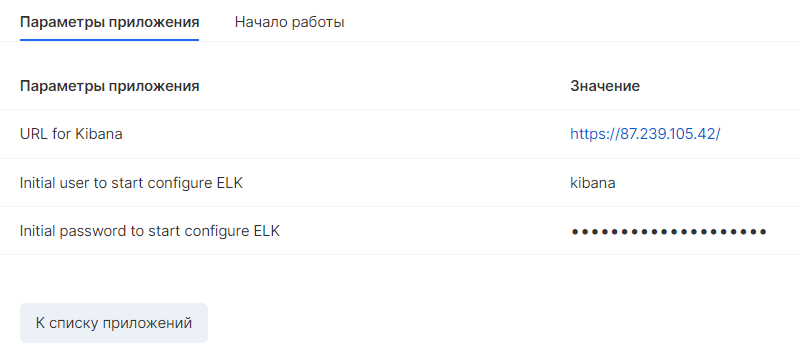 Параметры приложения Начало работы
Параметры приложения Значение
URL for Kibana https://87.239.105.42/
Initial user to start configure ELK kibana
Initial password to start configure ELK ••••••••••••••••••••
К списку приложений